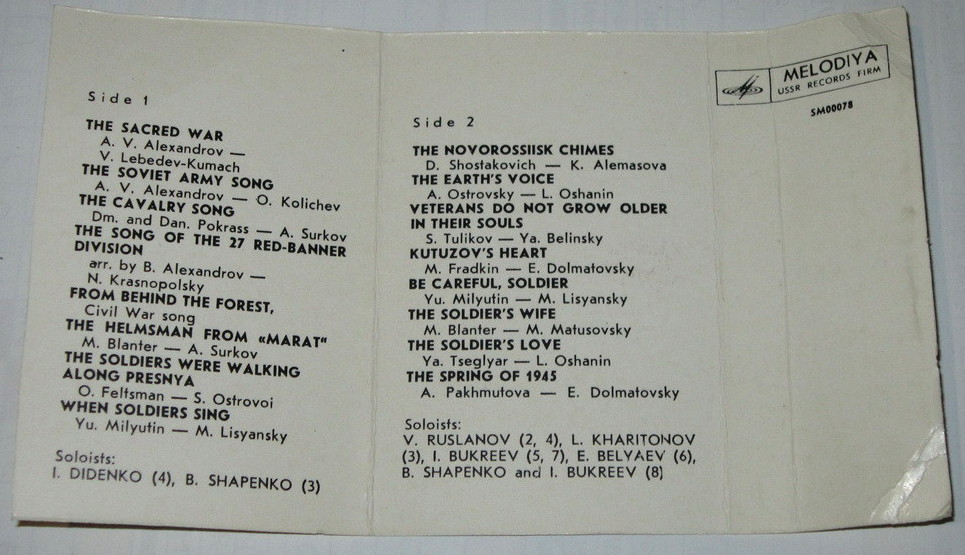 Side 1
THE SACRED WAR
A. V. Alexandrov —
V. Lebedev-Kumach
THE SOVIET ARMY SONG
A. V. Alexandrov — O. Kolichev
THE CAVALRY SONG
Dm. and Dan. Pokrass — A. Surkov
THE SONG OF THE 27 RED-BANNER
DIVISION
arr. by B. Alexandrov —
N. Krasnopolsky
FROM BEHIND THE FOREST,
Civil War song
THE HELMSMAN FROM «MARAT"
M. Blanter — A. Surkov
THE SOLDIERS WERE WALKING
ALONG PRESNYA
O. Feltsman — S. Ostrovoi
WHEN SOLDIERS SING
Yu. Milyutin — M. Lisyansky
Soloists:
I. DIDENKO (4), B. SHAPENKO (3)
Side 2
THE NOVOROSSIISK CHIMES
D. Shostakovich — K. Alemasova
THE EARTH'S VOICE
A. Ostrovsky — L. Oshanin
VETERANS DO NOT GROW OLDER
IN THEIR SOULS
S. Tulikov — Ya. Belinsky
KUTUZOV'S HEART
M. Fradkin — E. Dolmatovsky
BE CAREFUL, SOLDIER
Yu. Milyutin — M. Lisyansky
THE SOLDIER'S WIFE
M. Blanter — M. Matusovsky
THE SOLDIER'S LOVE
Ya. Tseglyar — L. Oshanin
THE SPRING OF 1945
A. Pakhmutova — E. Dolmatovsky
Soloists:
V. RUSLANOV (2, 4), L. KHARITONOV
(3), I. BUKREEV (5, 7), E. BELYAEV (6),
B. SHAPENKO and I. BUKREEV (8)
MELODIYA
USSR RECORDS FIRM
SM00078